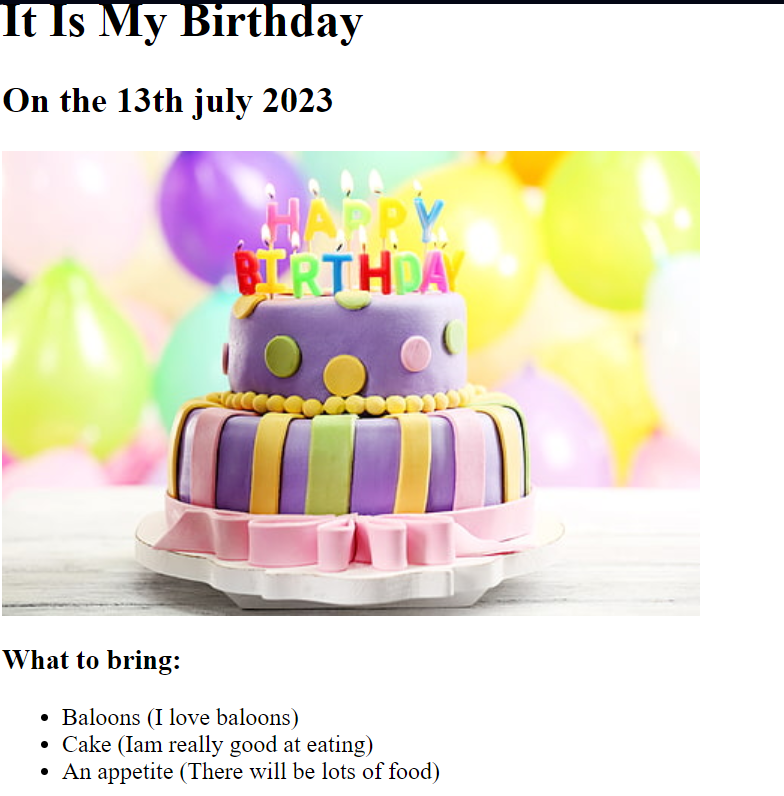 It Is My Birthday
On the 13th july 2023
HAPPY
BIRTHDAY
What to bring:
Baloons (I love baloons)
Cake (Iam really good at eating)
An appetite (There will be lots of food)